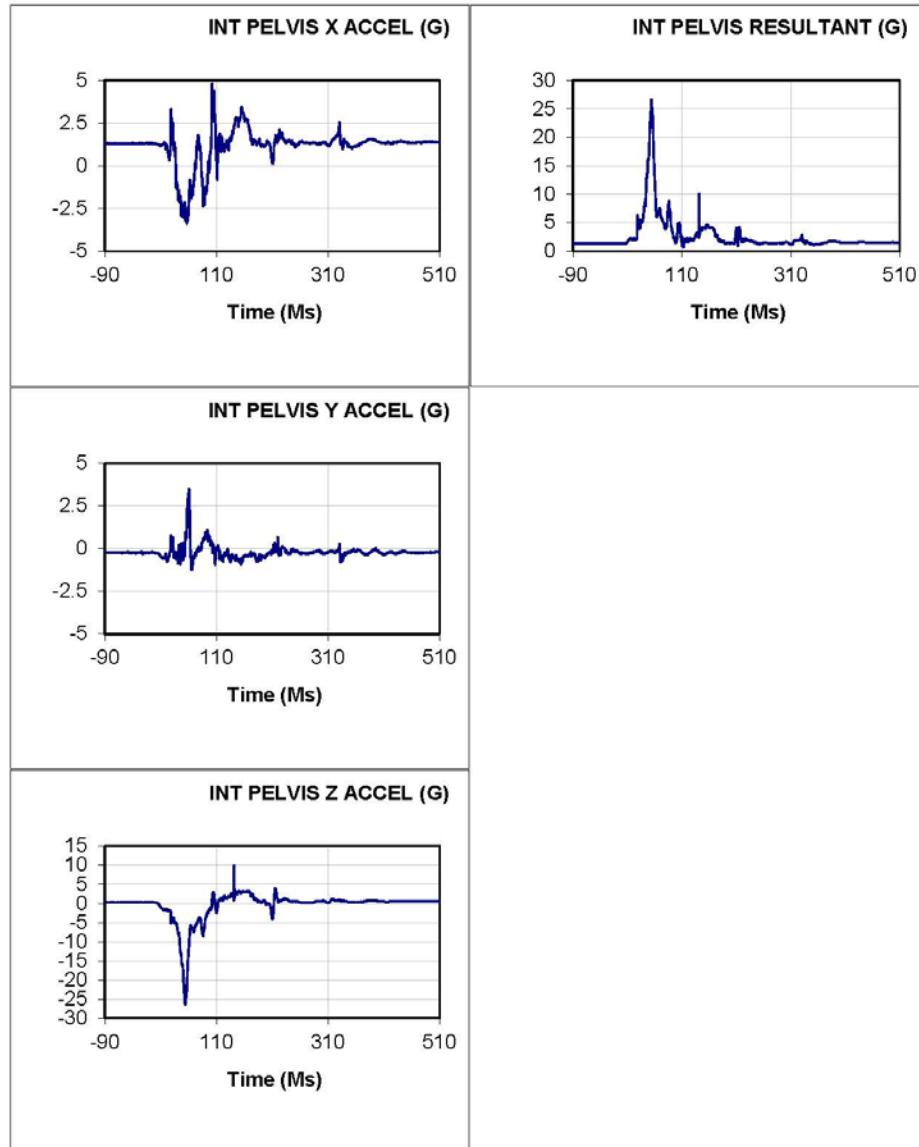 INT PELVIS X ACCEL (G)
5
2.5
0
-2.5
-5
-90 110 310 510
Time (Ms)
INT PELVIS RESULTANT (G)
30
25
20
15
10
5
0
-90 110 310 510
Time (Ms)
INT PELVIS Y ACCEL (G)
5
2.5
0
-2.5
-5
-90 110 310 510
Time (Ms)
INT PELVIS Z ACCEL (G)
15
10
5
0
-5
-10
-15
-20
-25
-30
-90 110 310 510
Time (Ms)